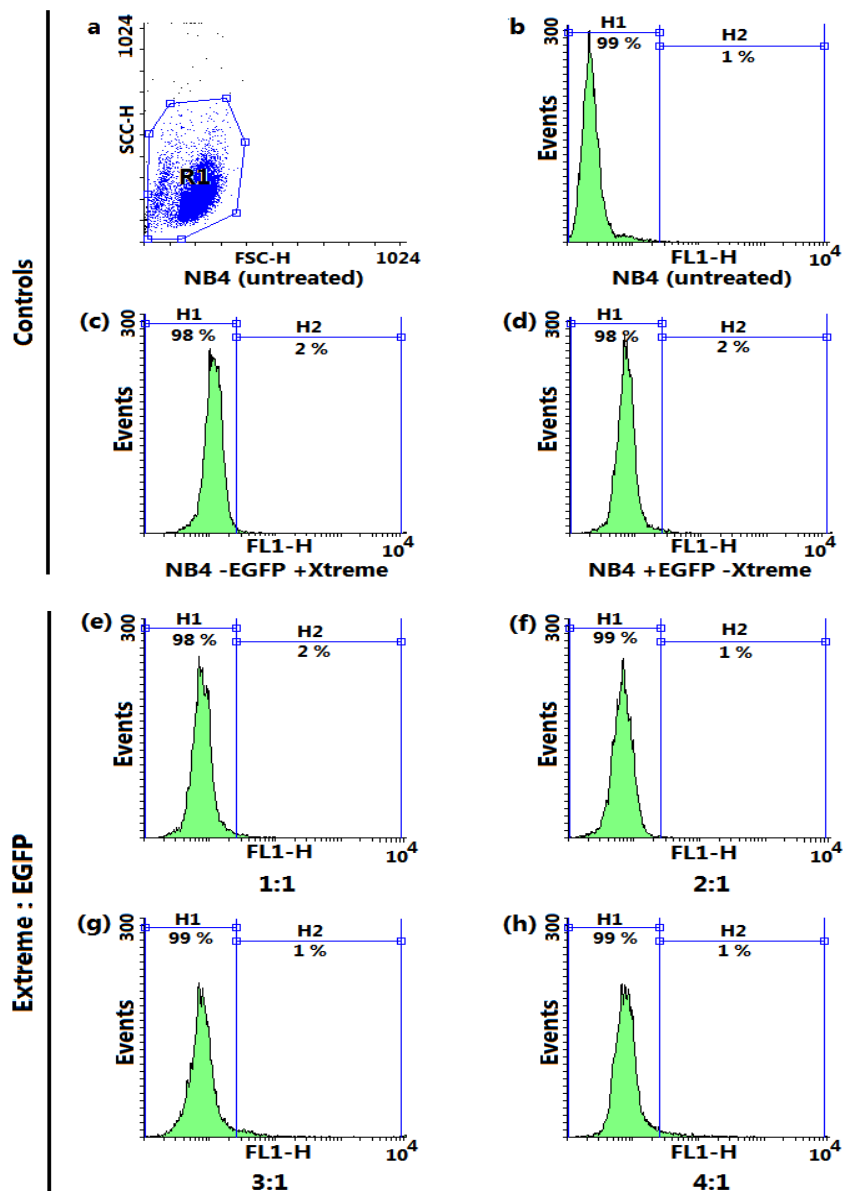 Controls
a
1024
SCC-H
R1
FSC-H 1024
NB4 (untreated)
b
300
Events
H1
99 %
H2
1 %
FL1-H 10⁴
NB4 (untreated)
(c)
300
Events
H1
98 %
H2
2 %
FL1-H 10⁴
NB4 -EGFP +Xtreme
(d)
300
Events
H1
98 %
H2
2 %
FL1-H 10⁴
NB4 +EGFP -Xtreme
Extreme : EGFP
(e)
300
Events
H1
98 %
H2
2 %
FL1-H 10⁴
1:1
(f)
300
Events
H1
99 %
H2
1 %
FL1-H 10⁴
2:1
(g)
300
Events
H1
99 %
H2
1 %
FL1-H 10⁴
3:1
(h)
300
Events
H1
99 %
H2
1 %
FL1-H 10⁴
4:1